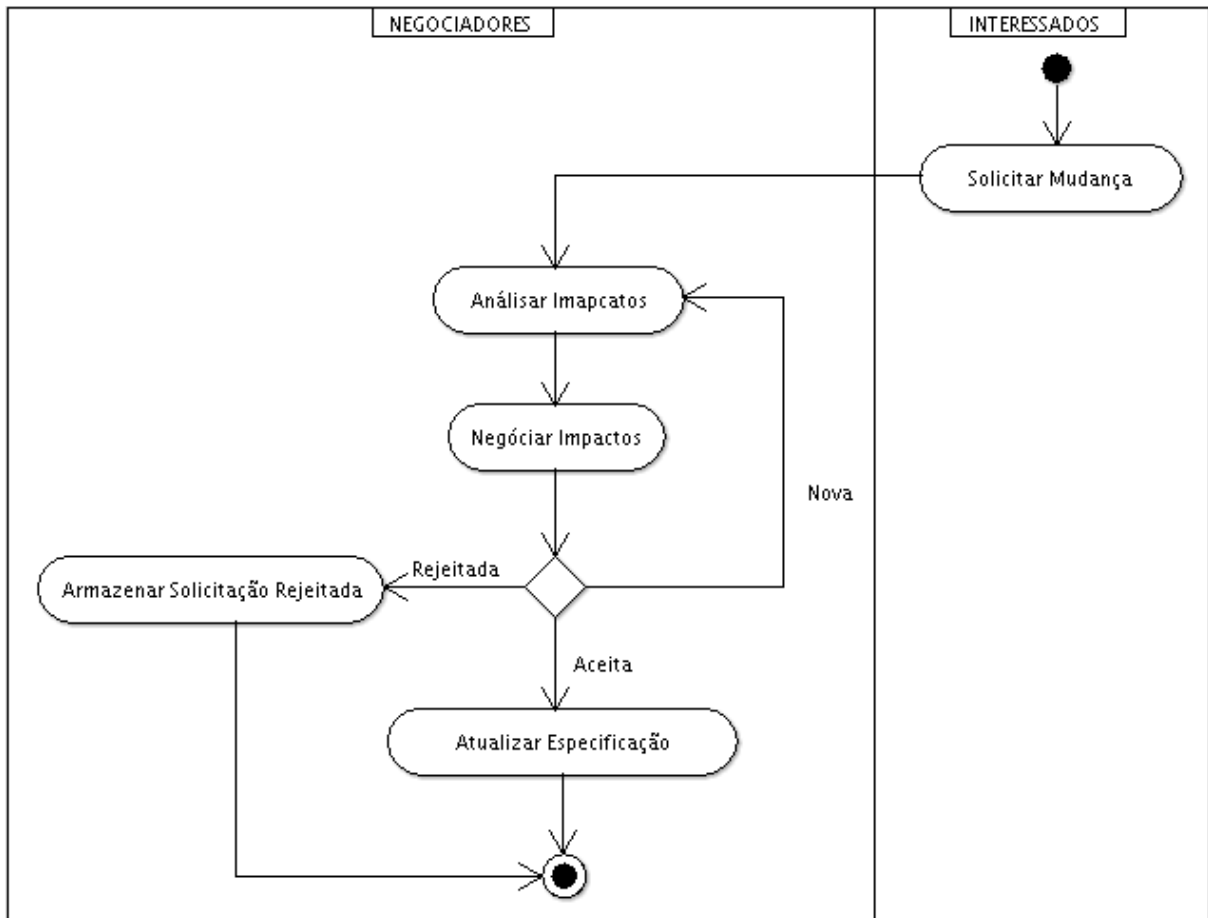 NEGOCIADORES
INTERESSADOS
Solicitar Mudança
Análisar Imapcatos
Negóciar Impactos
Nova
Rejeitada
Armazenar Solicitação Rejeitada
Aceita
Atualizar Especificação